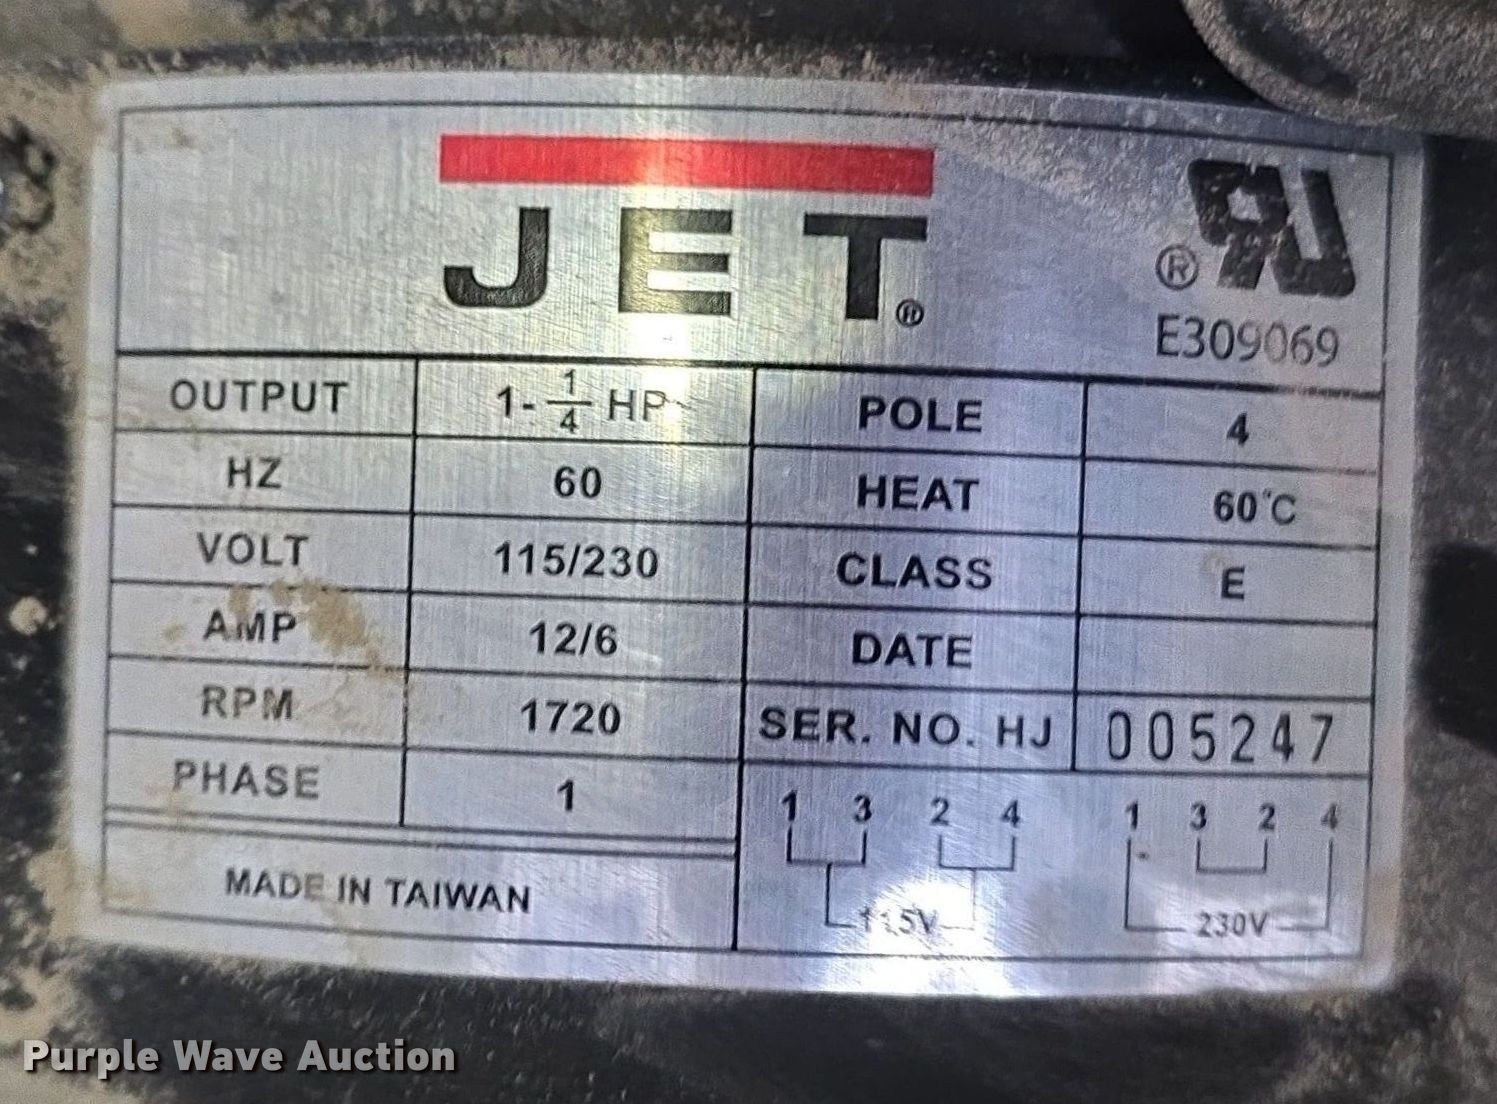 JET®
® RU
E309069
OUTPUT 1-1/4 HP POLE 4
HZ 60 HEAT 60°C
VOLT 115/230 CLASS E
AMP 12/6 DATE
RPM 1720 SER. NO. HJ 005247
PHASE 1
1 3 2 4 1 3 2 4
MADE IN TAIWAN 115V 230V
Purple Wave Auction